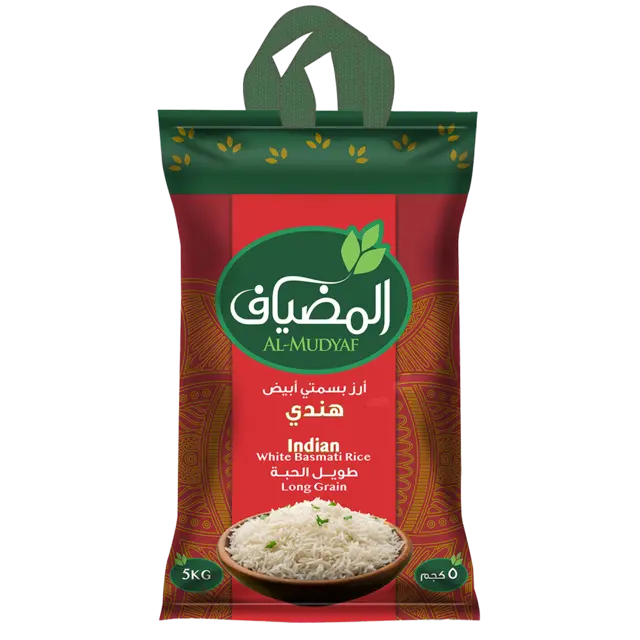 المضياف
AL-MUDYAF
أرز بسمتي أبيض
هندي
Indian
White Basmati Rice
طويل الحبة
Long Grain
5KG
٥ كجم